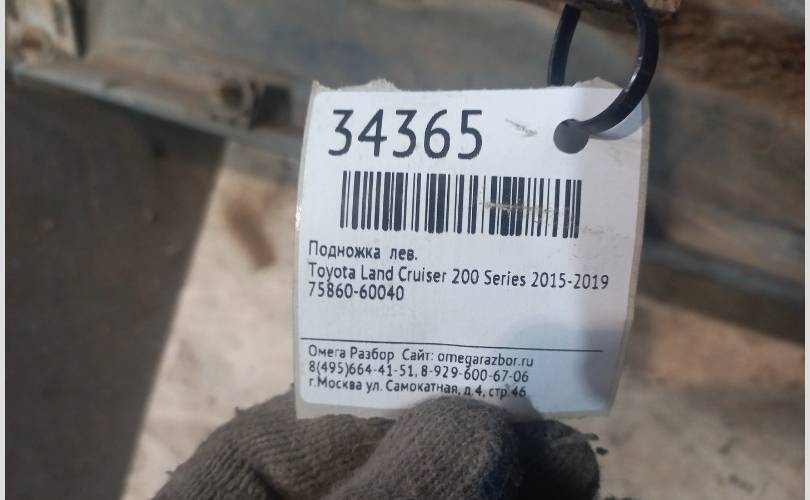 34365
Подножка лев.
Toyota Land Cruiser 200 Series 2015-2019
75860-60040
Омега Разбор Сайт: omegarazbor.ru
8(495)664-41-51, 8-929-600-67-06
г.Москва ул. Самокатная, д.4, стр.46